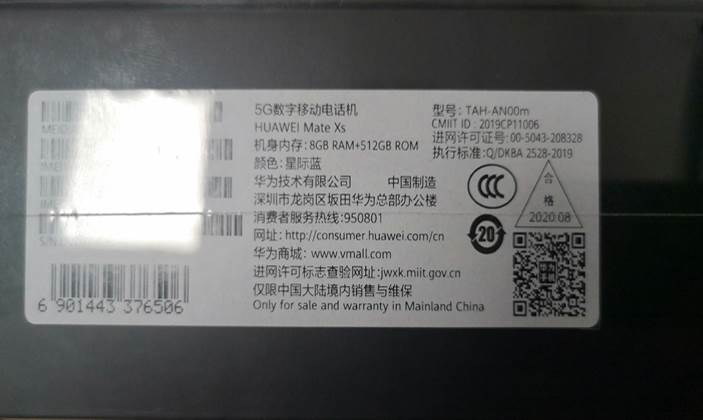 MEID
IMEI
S/N
6 901443 376506
5G数字移动电话机
HUAWEI Mate Xs
机身内存: 8GB RAM+512GB ROM
颜色: 星际蓝
华为技术有限公司 中国制造
深圳市龙岗区坂田华为总部办公楼
消费者服务热线: 950801
网址: http://consumer.huawei.com/cn
华为商城: www.vmall.com
进网许可标志查验网址: jwxk.miit.gov.cn
仅限中国大陆境内销售与维保
Only for sale and warranty in Mainland China
型号: TAH-AN00m
CMIIT ID : 2019CP11006
进网许可证号: 00-5043-208328
执行标准: Q/DKBA 2528-2019
CCC
合
格
2020.08
20